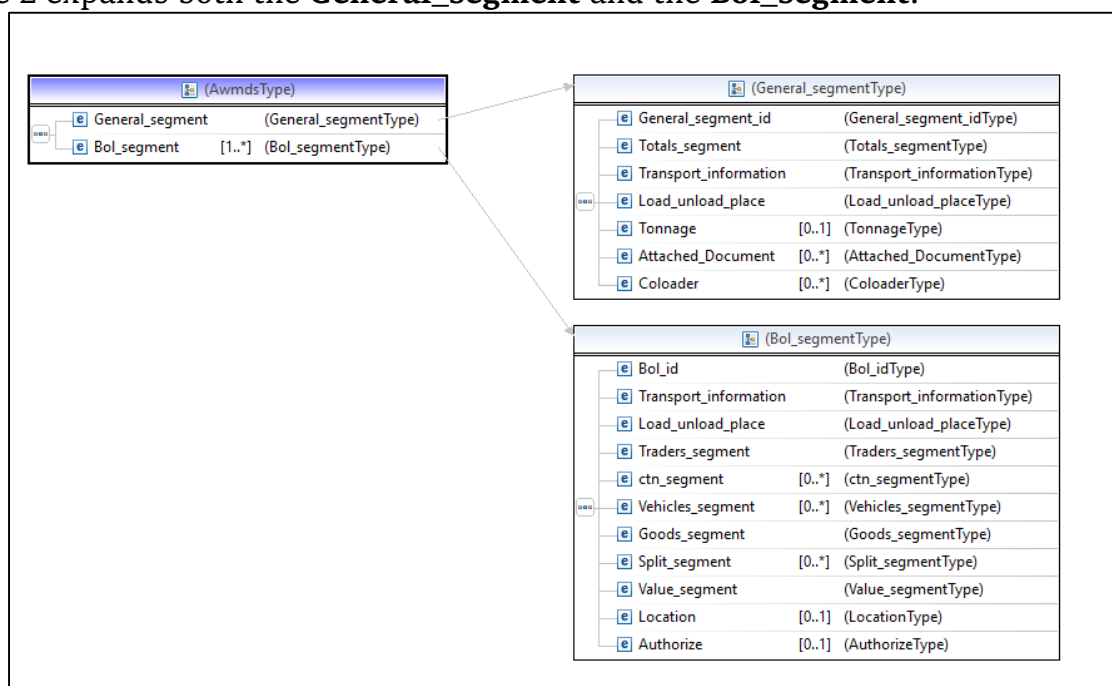 e 2 expands both the General_segment and the Bol_segment.
(AwmdsType)
e General_segment (General_segmentType)
e Bol_segment [1..*] (Bol_segmentType)
(General_segmentType)
e General_segment_id (General_segment_idType)
e Totals_segment (Totals_segmentType)
e Transport_information (Transport_informationType)
e Load_unload_place (Load_unload_placeType)
e Tonnage [0..1] (TonnageType)
e Attached_Document [0..*] (Attached_DocumentType)
e Coloader [0..*] (ColoaderType)
(Bol_segmentType)
e Bol_id (Bol_idType)
e Transport_information (Transport_informationType)
e Load_unload_place (Load_unload_placeType)
e Traders_segment (Traders_segmentType)
e ctn_segment [0..*] (ctn_segmentType)
e Vehicles_segment [0..*] (Vehicles_segmentType)
e Goods_segment (Goods_segmentType)
e Split_segment [0..*] (Split_segmentType)
e Value_segment (Value_segmentType)
e Location [0..1] (LocationType)
e Authorize [0..1] (AuthorizeType)